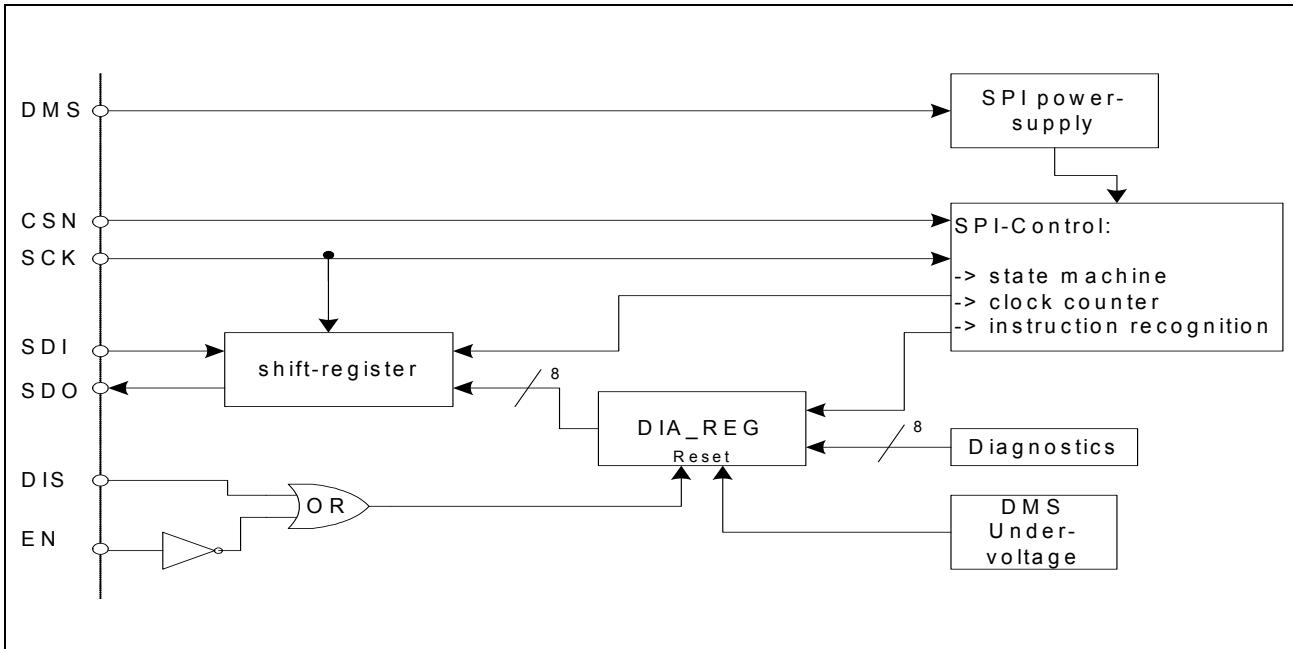 DMS
SPI power-
supply
CSN
SPI-Control:
SCK
-> state machine
-> clock counter
-> instruction recognition
SDI
shift-register
SDO
8
DIA_REG
Reset
8
Diagnostics
DIS
OR
DMS
Under-
voltage
EN